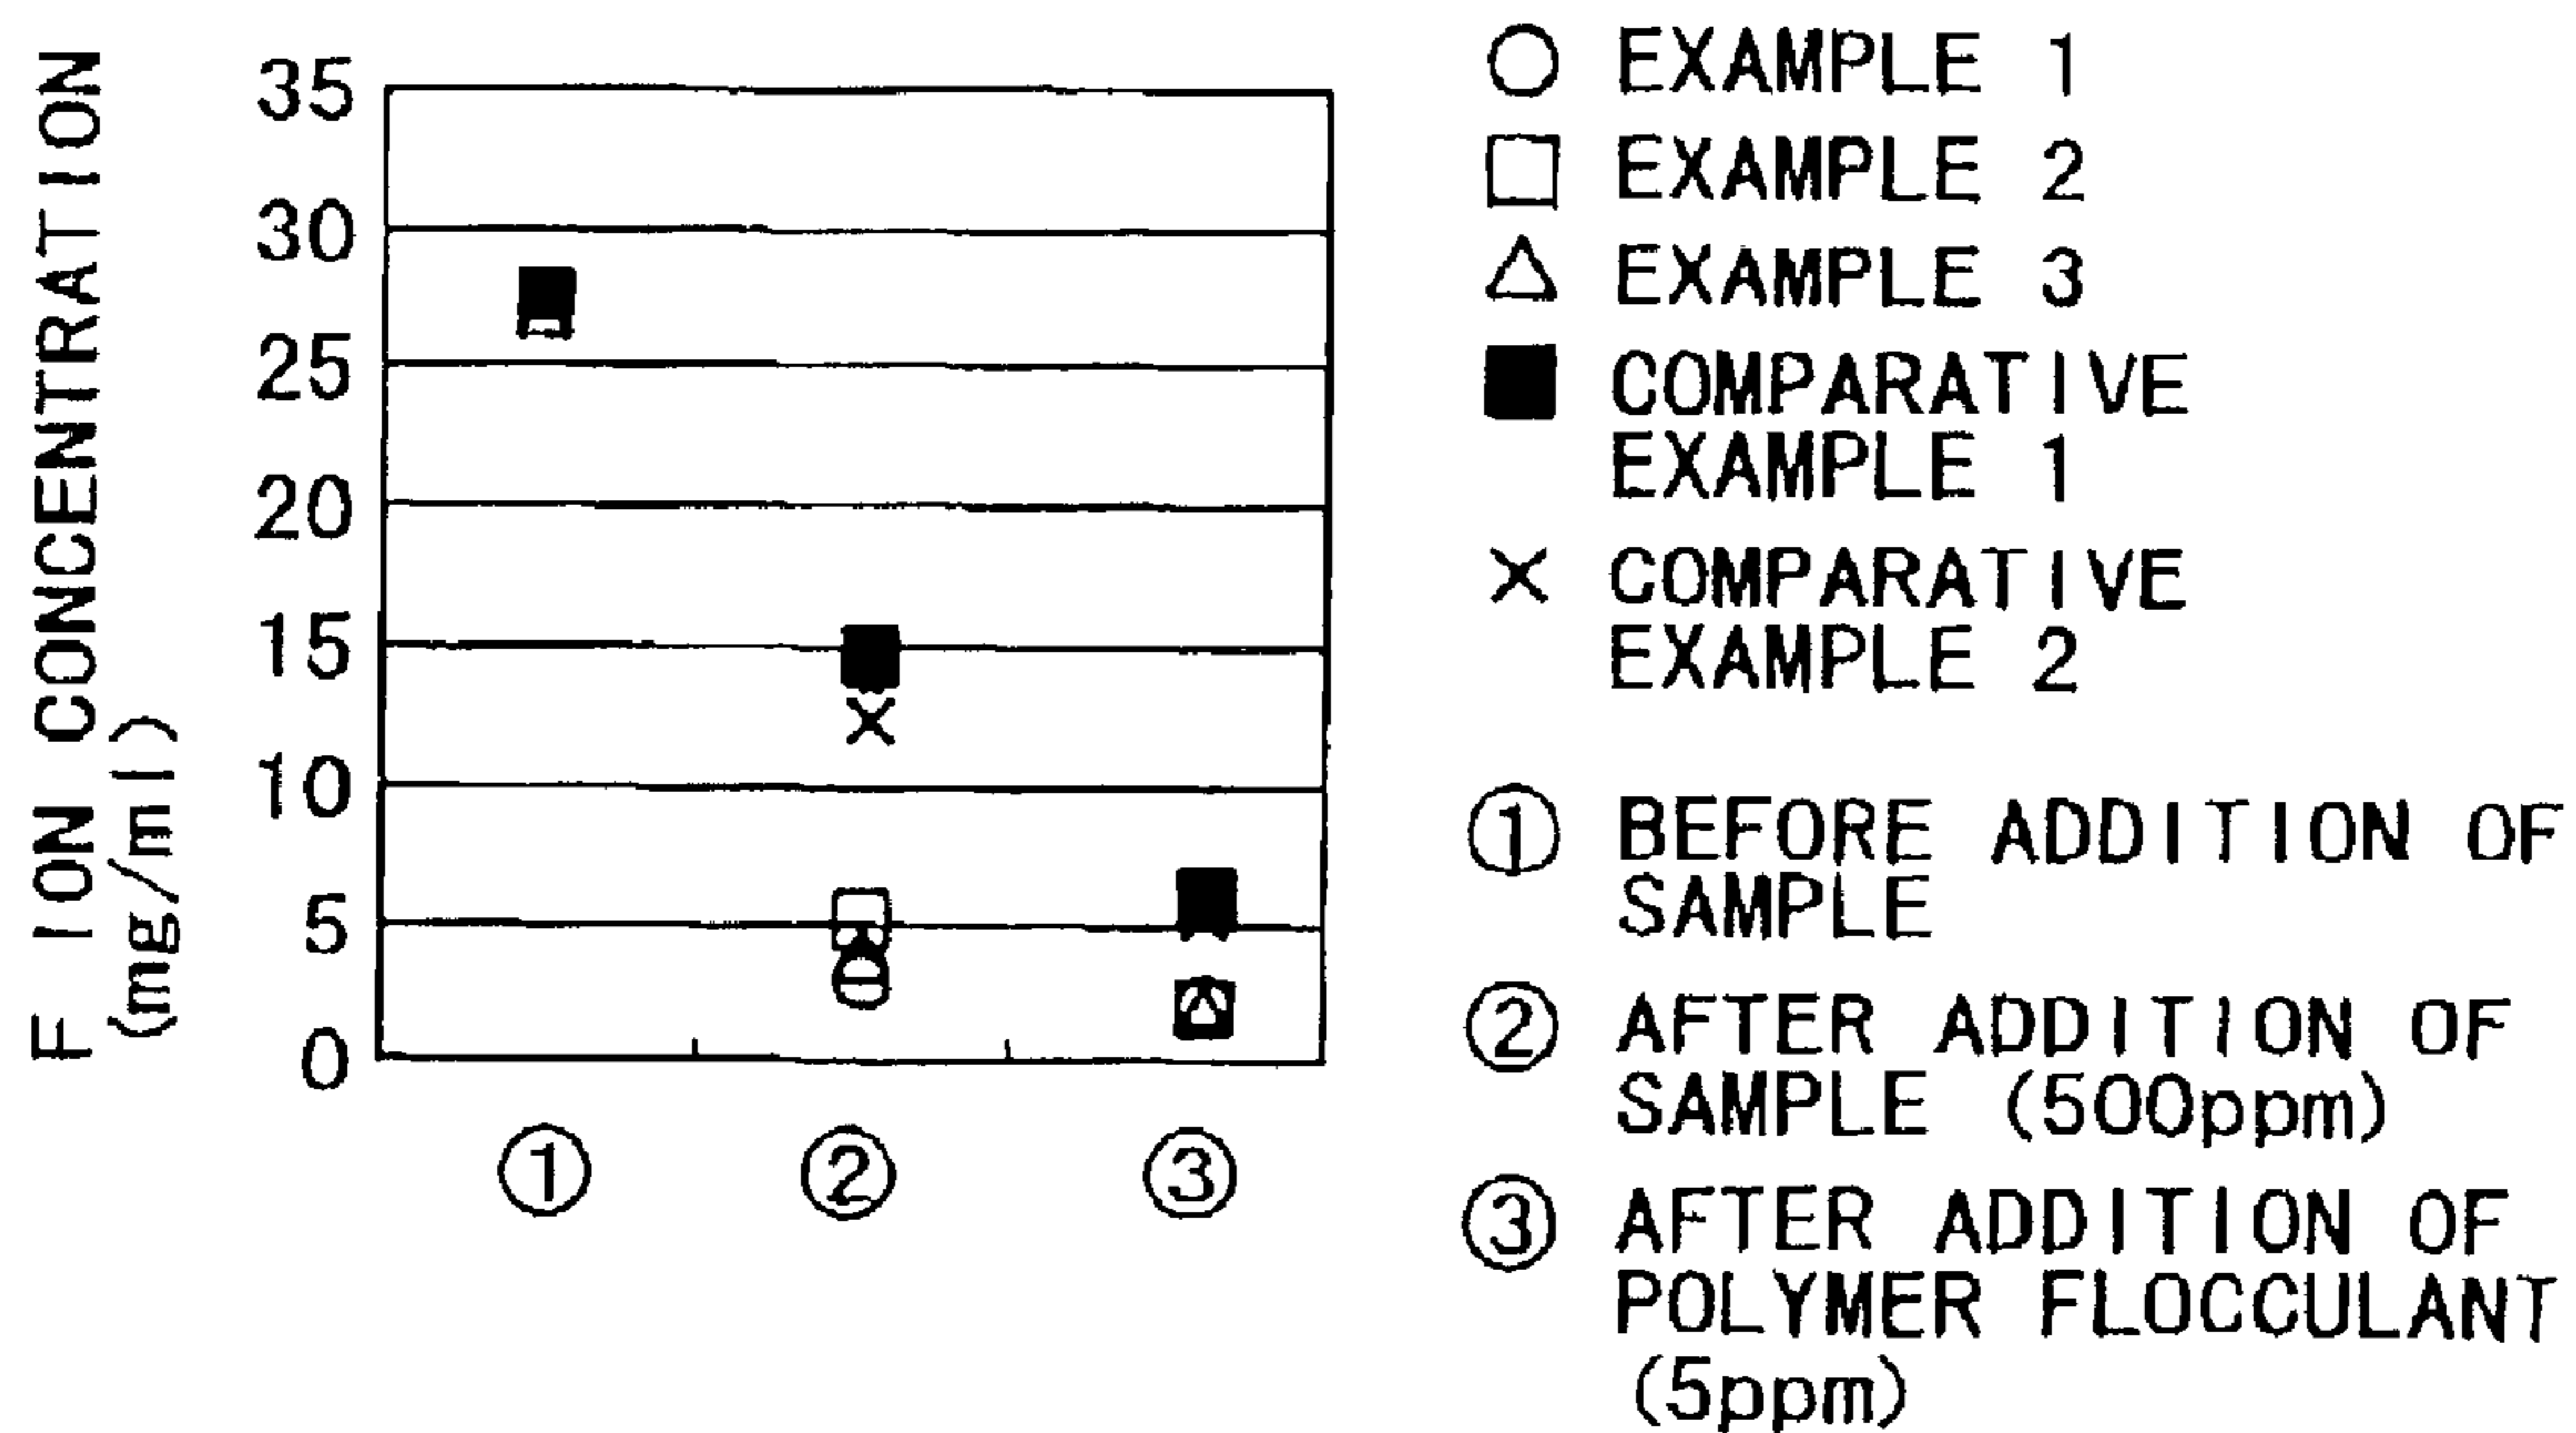 F ION CONCENTRATION
(mg/ml)
35
30
25
20
15
10
5
0
①
②
③
○ EXAMPLE 1
□ EXAMPLE 2
△ EXAMPLE 3
■ COMPARATIVE
EXAMPLE 1
× COMPARATIVE
EXAMPLE 2
① BEFORE ADDITION OF
SAMPLE
② AFTER ADDITION OF
SAMPLE (500ppm)
③ AFTER ADDITION OF
POLYMER FLOCCULANT
(5ppm)